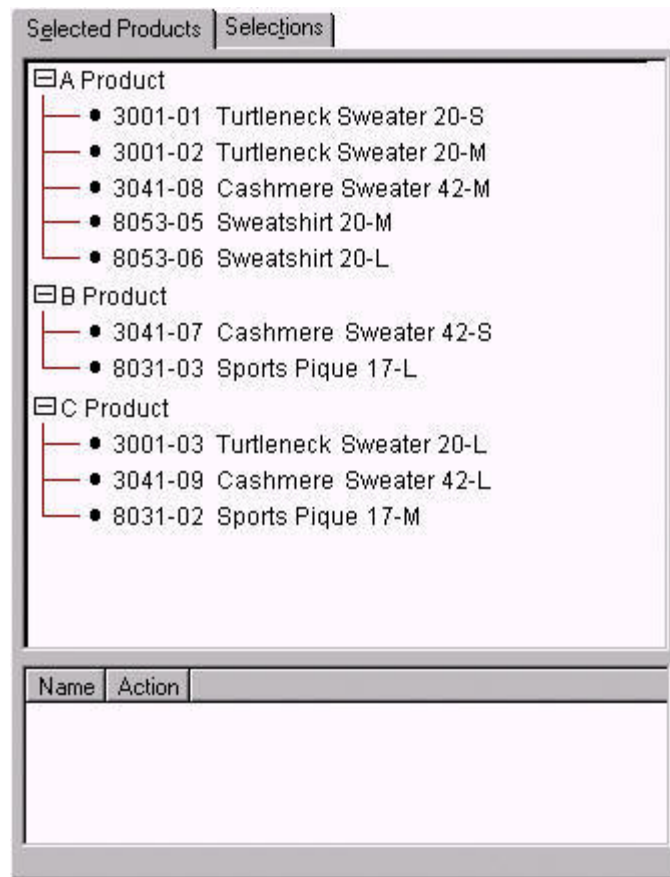 Selected Products Selections
A Product
3001-01 Turtleneck Sweater 20-S
3001-02 Turtleneck Sweater 20-M
3041-08 Cashmere Sweater 42-M
8053-05 Sweatshirt 20-M
8053-06 Sweatshirt 20-L
B Product
3041-07 Cashmere Sweater 42-S
8031-03 Sports Pique 17-L
C Product
3001-03 Turtleneck Sweater 20-L
3041-09 Cashmere Sweater 42-L
8031-02 Sports Pique 17-M
Name Action